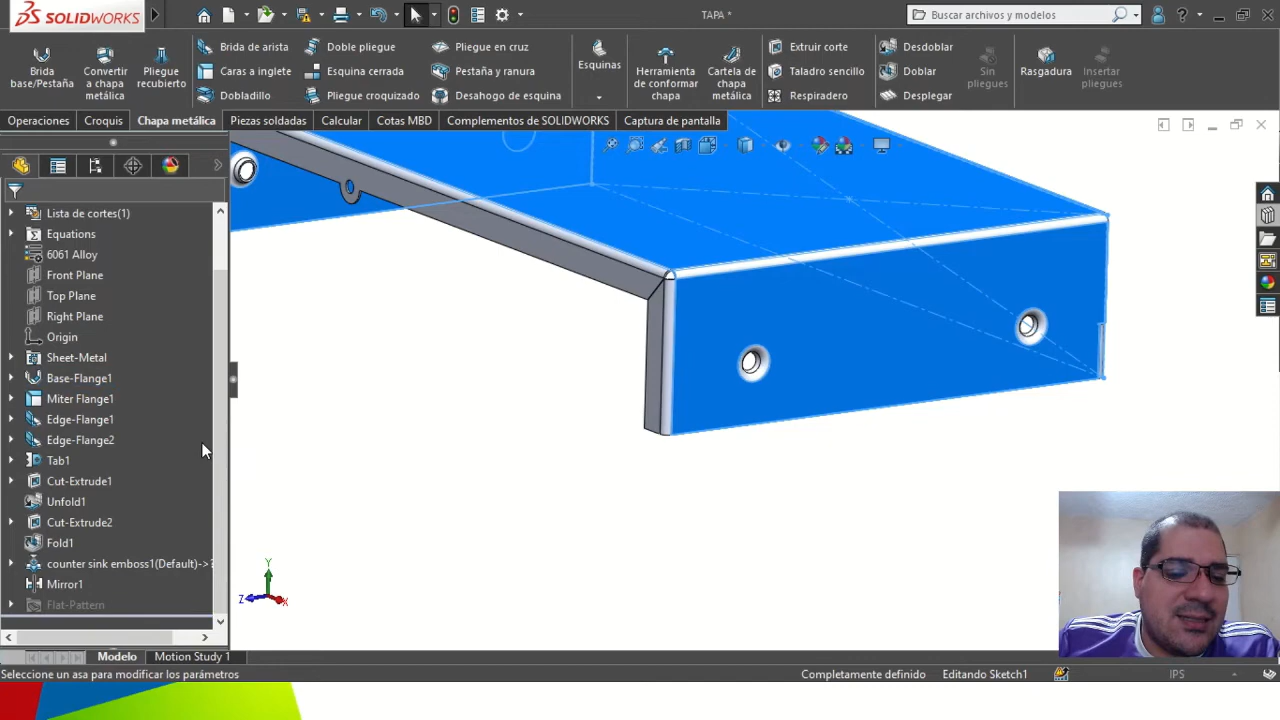 SOLIDWORKS
TAPA *
Buscar archivos y modelos
Brida base/Pestaña
Convertir a chapa metálica
Pliegue recubierto
Brida de arista
Caras a inglete
Dobladillo
Doble pliegue
Esquina cerrada
Pliegue croquizado
Pliegue en cruz
Pestaña y ranura
Desahogo de esquina
Esquinas
Herramienta de conformar chapa
Cartela de chapa metálica
Extruir corte
Taladro sencillo
Respiradero
Desdoblar
Doblar
Desplegar
Sin pliegues
Rasgadura
Insertar pliegues
Operaciones
Croquis
Chapa metálica
Piezas soldadas
Calcular
Cotas MBD
Complementos de SOLIDWORKS
Captura de pantalla
Lista de cortes(1)
Equations
6061 Alloy
Front Plane
Top Plane
Right Plane
Origin
Sheet-Metal
Base-Flange1
Miter Flange1
Edge-Flange1
Edge-Flange2
Tab1
Cut-Extrude1
Unfold1
Cut-Extrude2
Fold1
counter sink emboss1(Default)->?
Mirror1
Flat-Pattern
Y
Z
X
Modelo
Motion Study 1
Seleccione un asa para modificar los parámetros
Completamente definido
Editando Sketch1
IPS